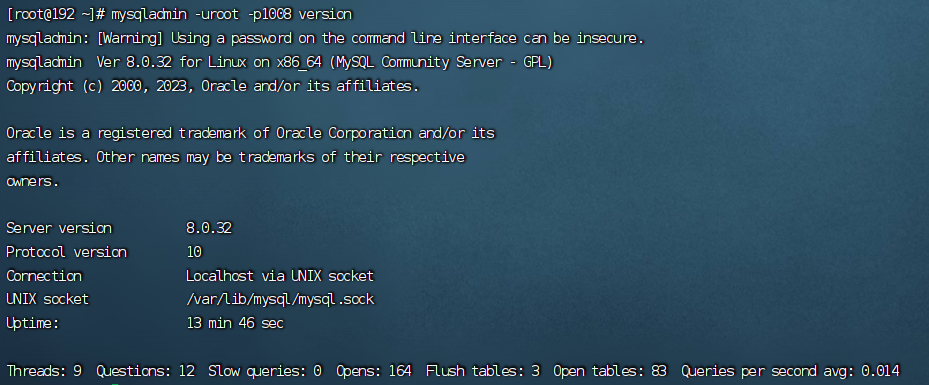 [root@192 ~]# mysqladmin -uroot -p1008 version
mysqladmin: [Warning] Using a password on the command line interface can be insecure.
mysqladmin  Ver 8.0.32 for Linux on x86_64 (MySQL Community Server - GPL)
Copyright (c) 2000, 2023, Oracle and/or its affiliates.
Oracle is a registered trademark of Oracle Corporation and/or its
affiliates. Other names may be trademarks of their respective
owners.
Server version          8.0.32
Protocol version        10
Connection              Localhost via UNIX socket
UNIX socket             /var/lib/mysql/mysql.sock
Uptime:                 13 min 46 sec
Threads: 9  Questions: 12  Slow queries: 0  Opens: 164  Flush tables: 3  Open tables: 83  Queries per second avg: 0.014